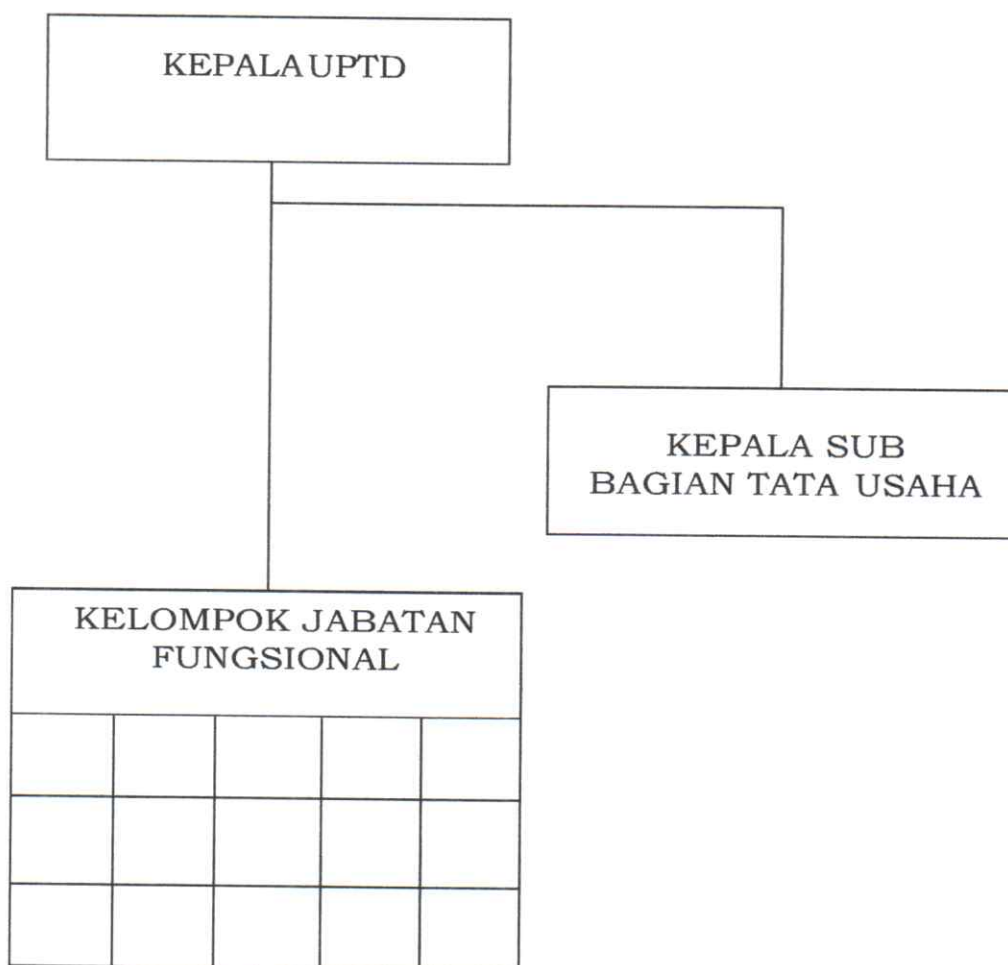 KEPALA UPTD
KEPALA SUB
BAGIAN TATA USAHA
KELOMPOK JABATAN
FUNGSIONAL